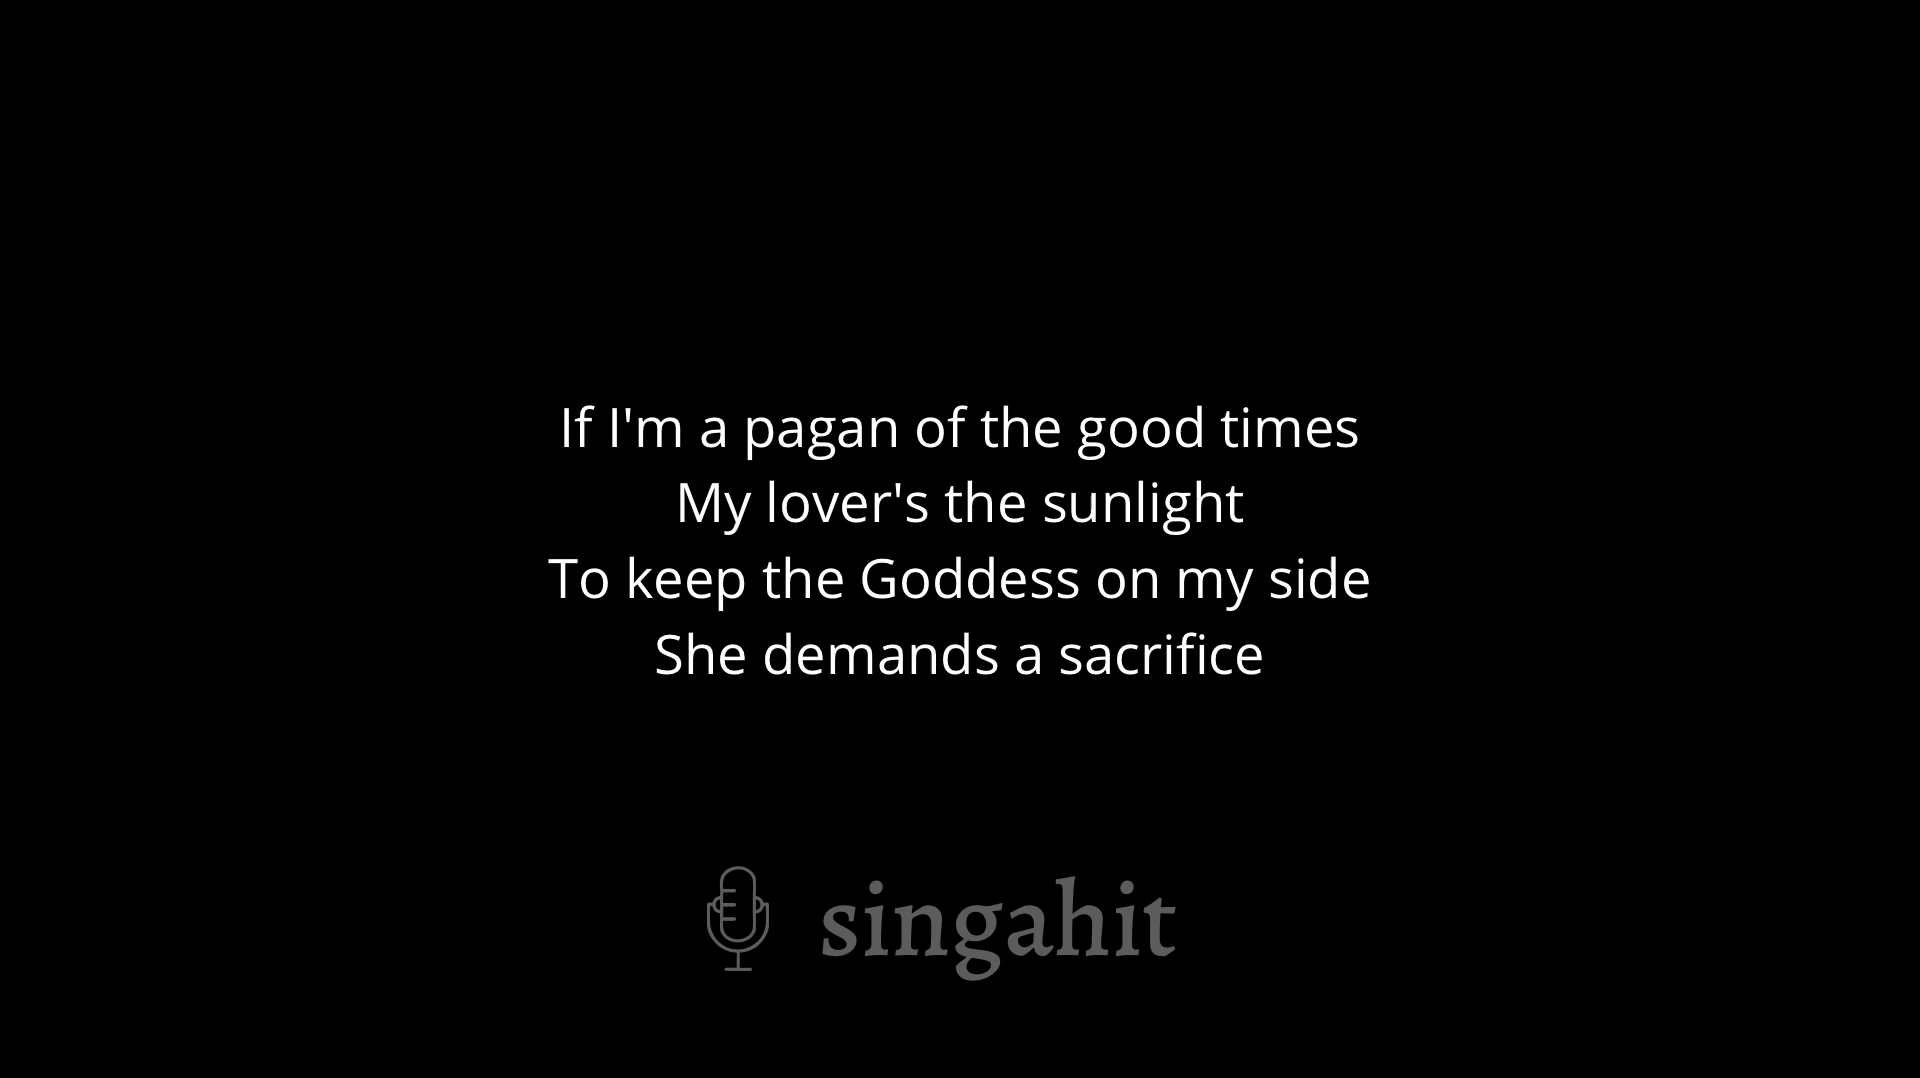 If I'm a pagan of the good times
My lover's the sunlight
To keep the Goddess on my side
She demands a sacrifice
singahit